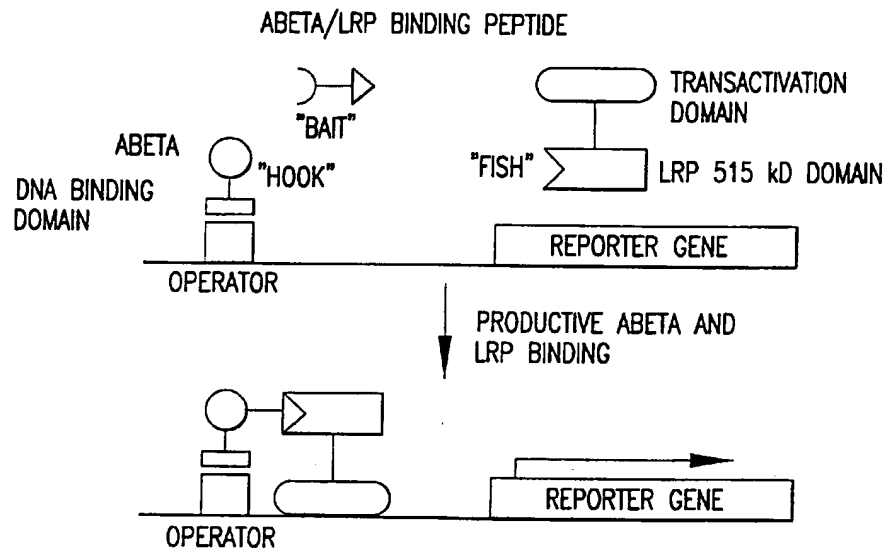 ABETA/LRP BINDING PEPTIDE
TRANSACTIVATION
DOMAIN
"BAIT"
ABETA
"HOOK"
"FISH"
LRP 515 kD DOMAIN
DNA BINDING
DOMAIN
REPORTER GENE
OPERATOR
PRODUCTIVE ABETA AND
LRP BINDING
REPORTER GENE
OPERATOR